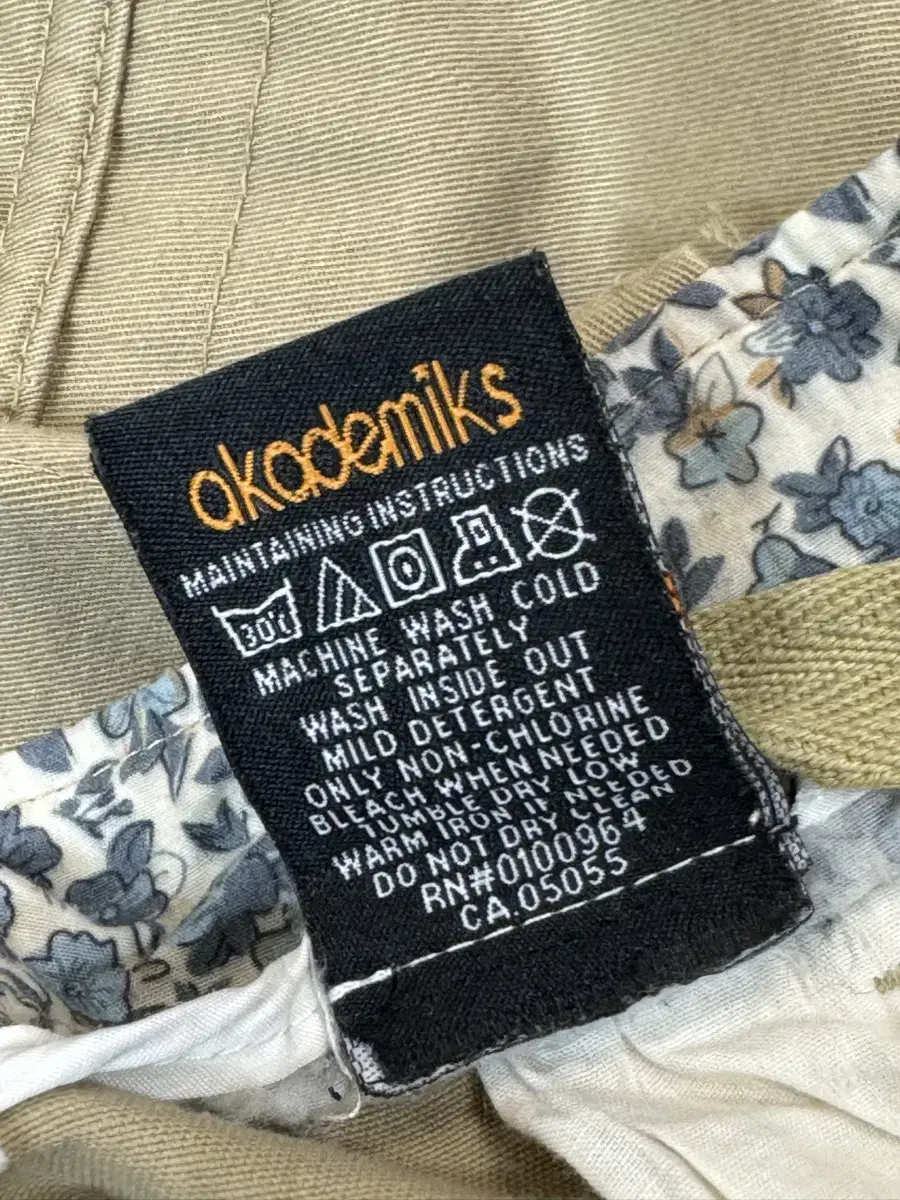 akademiks
MAINTAINING INSTRUCTIONS
30°C
MACHINE WASH COLD
SEPARATELY
WASH INSIDE OUT
MILD DETERGENT
ONLY NON-CHLORINE
BLEACH WHEN NEEDED
TUMBLE DRY LOW
WARM IRON IF NEEDED
DO NOT DRY CLEAN
RN#0100964
CA.05055